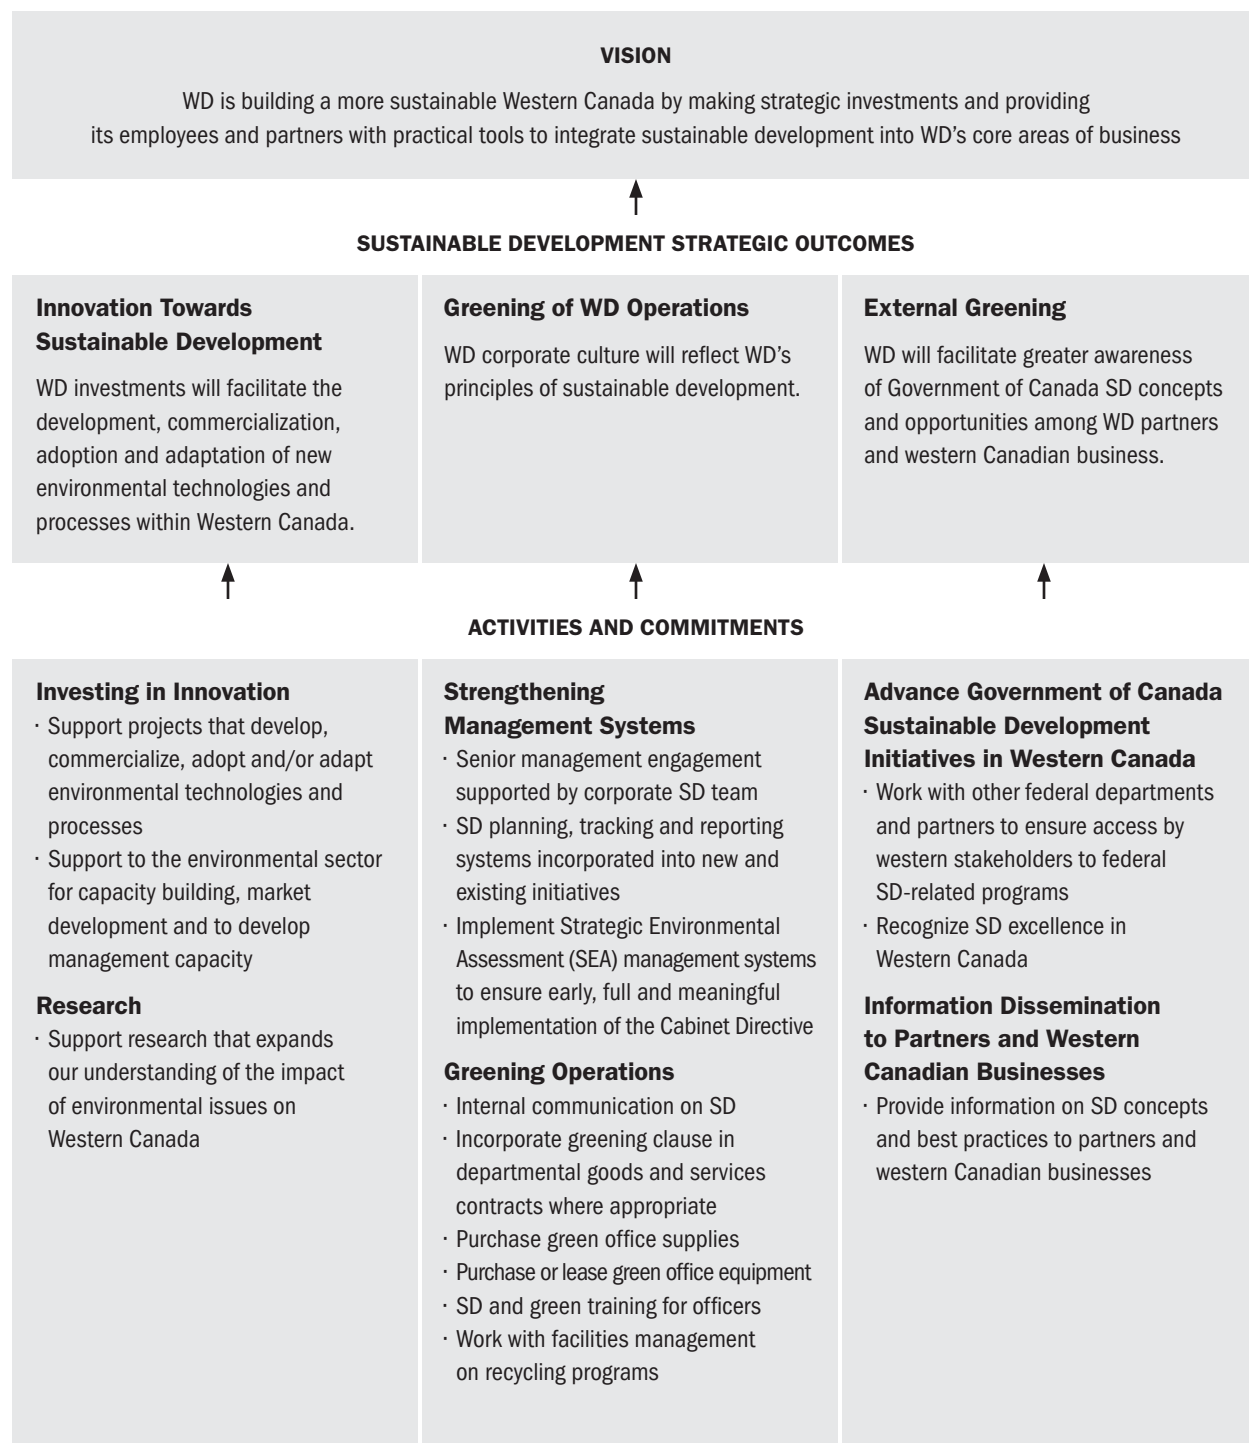 VISION
WD is building a more sustainable Western Canada by making strategic investments and providing
its employees and partners with practical tools to integrate sustainable development into WD's core areas of business
SUSTAINABLE DEVELOPMENT STRATEGIC OUTCOMES
Innovation Towards
Sustainable Development
WD investments will facilitate the
development, commercialization,
adoption and adaptation of new
environmental technologies and
processes within Western Canada.
Greening of WD Operations
WD corporate culture will reflect WD's
principles of sustainable development.
External Greening
WD will facilitate greater awareness
of Government of Canada SD concepts
and opportunities among WD partners
and western Canadian business.
ACTIVITIES AND COMMITMENTS
Investing in Innovation
· Support projects that develop,
commercialize, adopt and/or adapt
environmental technologies and
processes
· Support to the environmental sector
for capacity building, market
development and to develop
management capacity
Research
· Support research that expands
our understanding of the impact
of environmental issues on
Western Canada
Strengthening
Management Systems
· Senior management engagement
supported by corporate SD team
· SD planning, tracking and reporting
systems incorporated into new and
existing initiatives
· Implement Strategic Environmental
Assessment (SEA) management systems
to ensure early, full and meaningful
implementation of the Cabinet Directive
Greening Operations
· Internal communication on SD
· Incorporate greening clause in
departmental goods and services
contracts where appropriate
· Purchase green office supplies
· Purchase or lease green office equipment
· SD and green training for officers
· Work with facilities management
on recycling programs
Advance Government of Canada
Sustainable Development
Initiatives in Western Canada
· Work with other federal departments
and partners to ensure access by
western stakeholders to federal
SD-related programs
· Recognize SD excellence in
Western Canada
Information Dissemination
to Partners and Western
Canadian Businesses
· Provide information on SD concepts
and best practices to partners and
western Canadian businesses